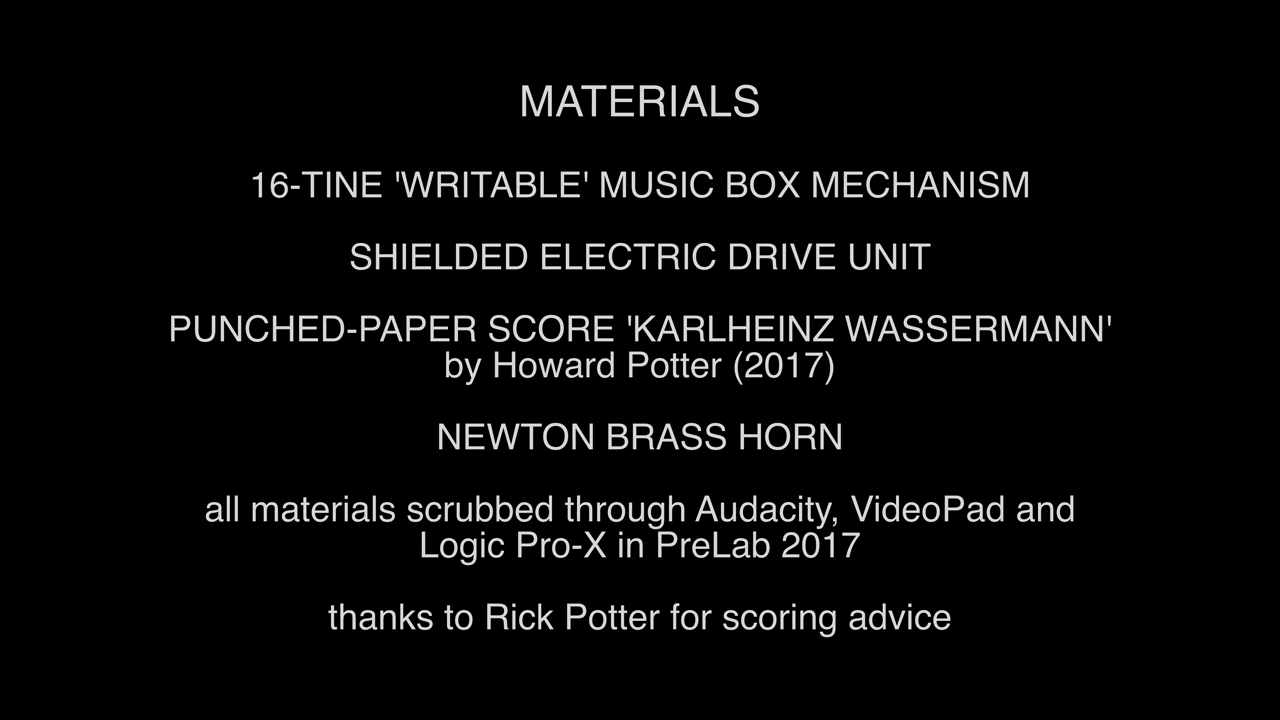 MATERIALS
16-TINE 'WRITABLE' MUSIC BOX MECHANISM
SHIELDED ELECTRIC DRIVE UNIT
PUNCHED-PAPER SCORE 'KARLHEINZ WASSERMANN'
by Howard Potter (2017)
NEWTON BRASS HORN
all materials scrubbed through Audacity, VideoPad and
Logic Pro-X in PreLab 2017
thanks to Rick Potter for scoring advice